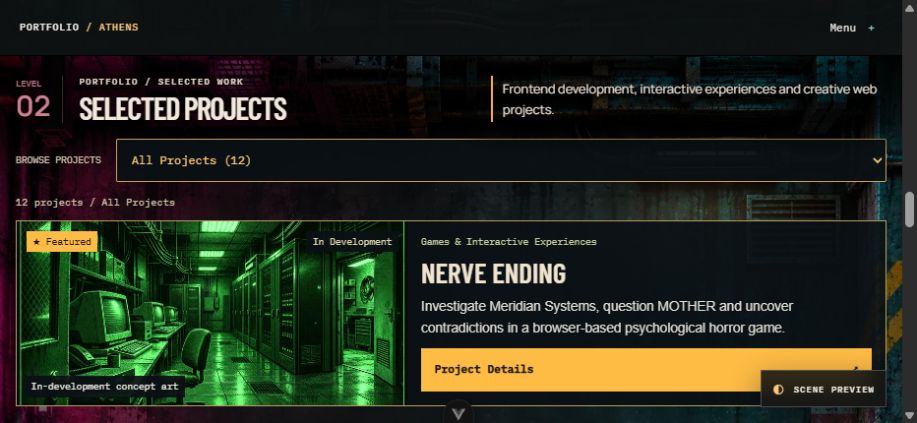 PORTFOLIO / ATHENS
Menu +
LEVEL
02
PORTFOLIO / SELECTED WORK
SELECTED PROJECTS
Frontend development, interactive experiences and creative web
projects.
BROWSE PROJECTS
All Projects (12)
12 projects / All Projects
★ Featured
In Development
In-development concept art
Games & Interactive Experiences
NERVE ENDING
Investigate Meridian Systems, question MOTHER and uncover
contradictions in a browser-based psychological horror game.
Project Details
SCENE PREVIEW